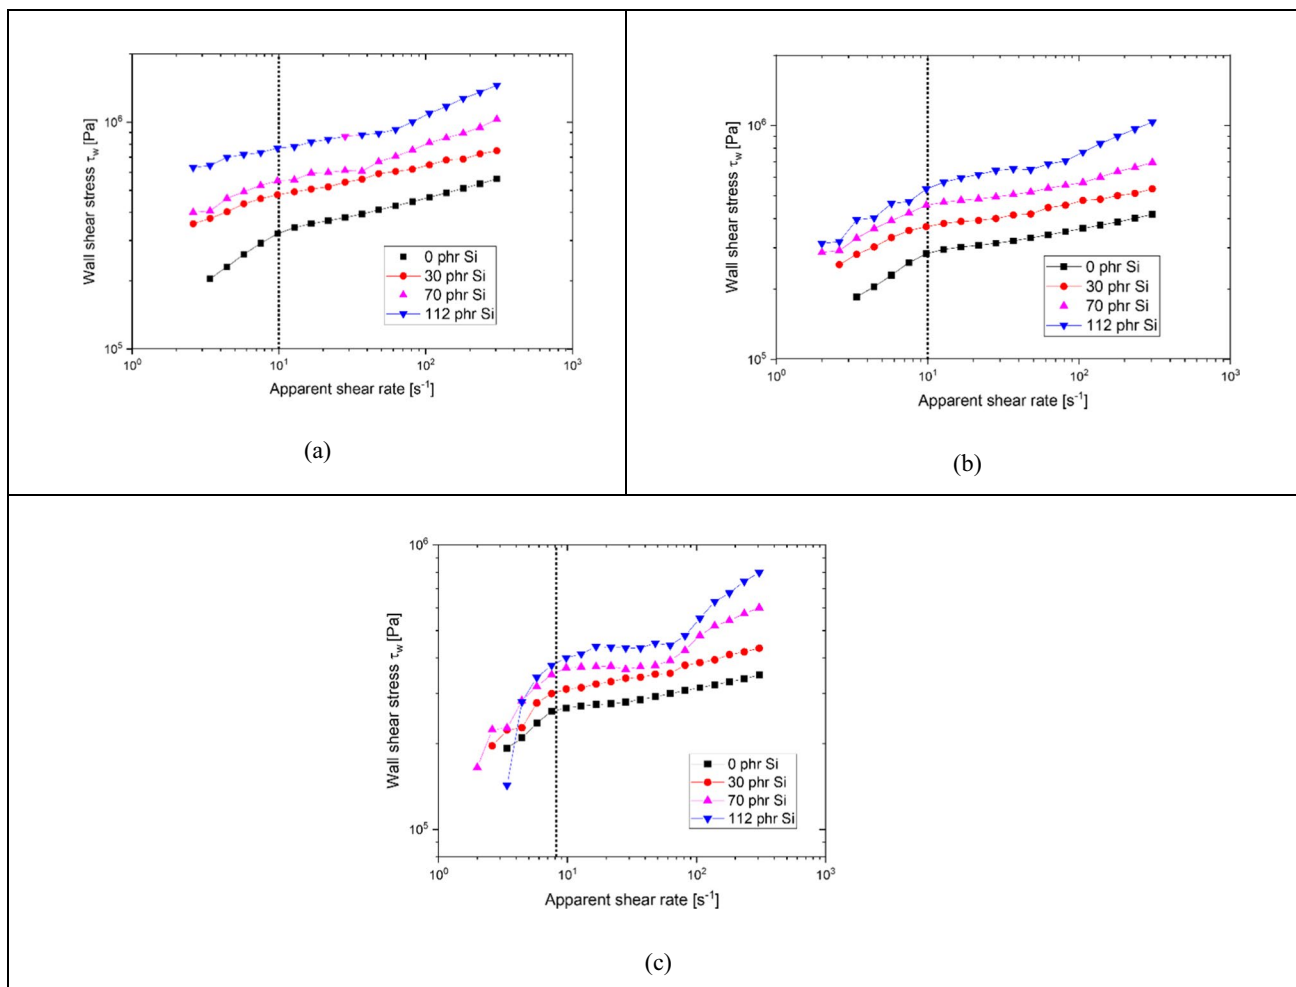 10⁶
10⁵
Wall shear stress τw [Pa]
0 phr Si
30 phr Si
70 phr Si
112 phr Si
10⁰ 10¹ 10² 10³
Apparent shear rate [s⁻¹]
(a)
10⁶
10⁵
Wall shear stress τw [Pa]
0 phr Si
30 phr Si
70 phr Si
112 phr Si
10⁰ 10¹ 10² 10³
Apparent shear rate [s⁻¹]
(b)
10⁶
10⁵
Wall shear stress τw [Pa]
0 phr Si
30 phr Si
70 phr Si
112 phr Si
10⁰ 10¹ 10² 10³
Apparent shear rate [s⁻¹]
(c)